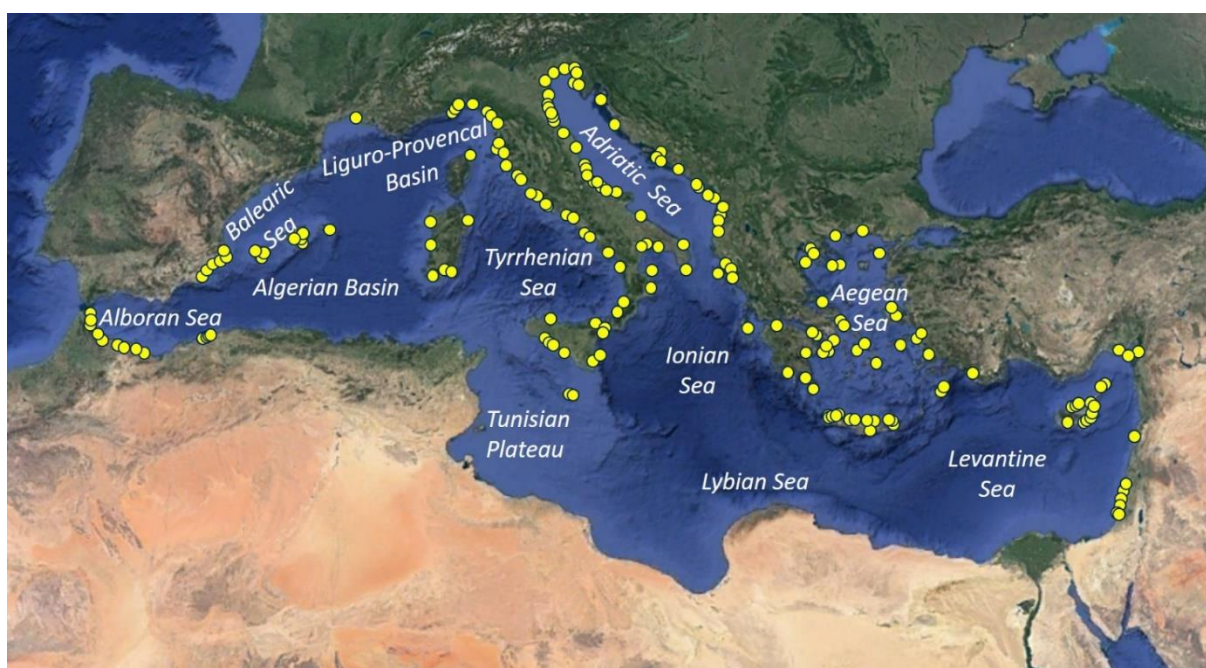 Liguro-Provencal
Basin
Adriatic Sea
Balearic
Sea
Tyrrhenian
Sea
Algerian Basin
Alboran Sea
Aegean
Sea
Ionian
Sea
Tunisian
Plateau
Lybian Sea
Levantine
Sea